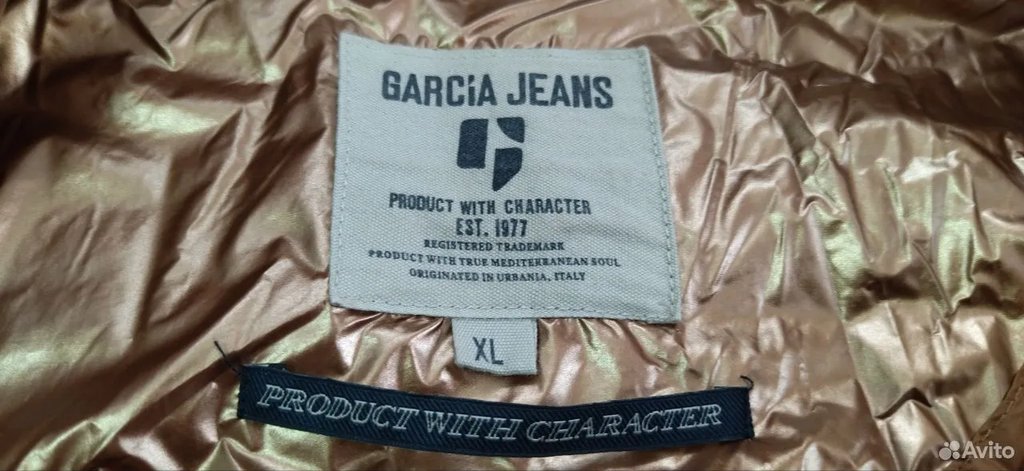 GARCiA JEANS
PRODUCT WITH CHARACTER
EST. 1977
REGISTERED TRADEMARK
PRODUCT WITH TRUE MEDITERRANEAN SOUL
ORIGINATED IN URBANIA, ITALY
XL
PRODUCT WITH CHARACTER
Avito